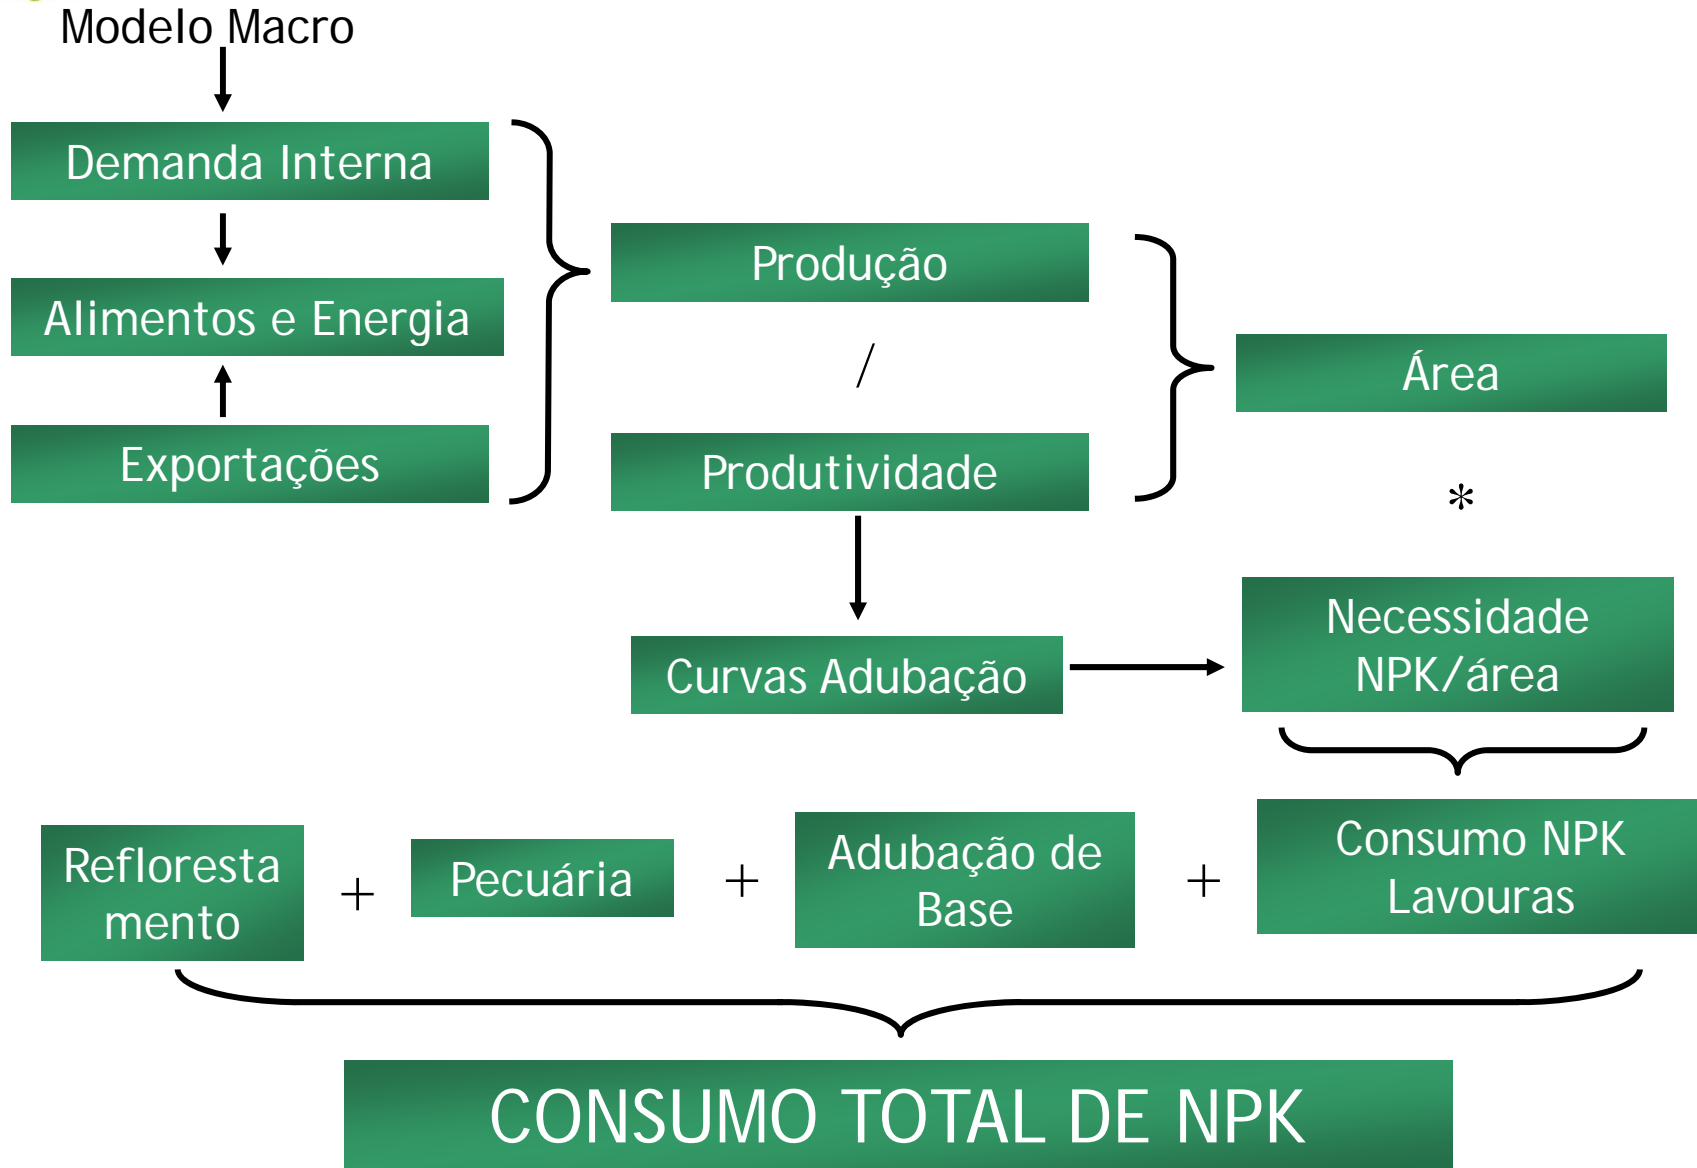 Modelo Macro
Demanda Interna
Alimentos e Energia
Exportações
Produção
/
Produtividade
Área
*
Curvas Adubação
Necessidade
NPK/área
Refloresta
mento
+
Pecuária
+
Adubação de
Base
+
Consumo NPK
Lavouras
CONSUMO TOTAL DE NPK